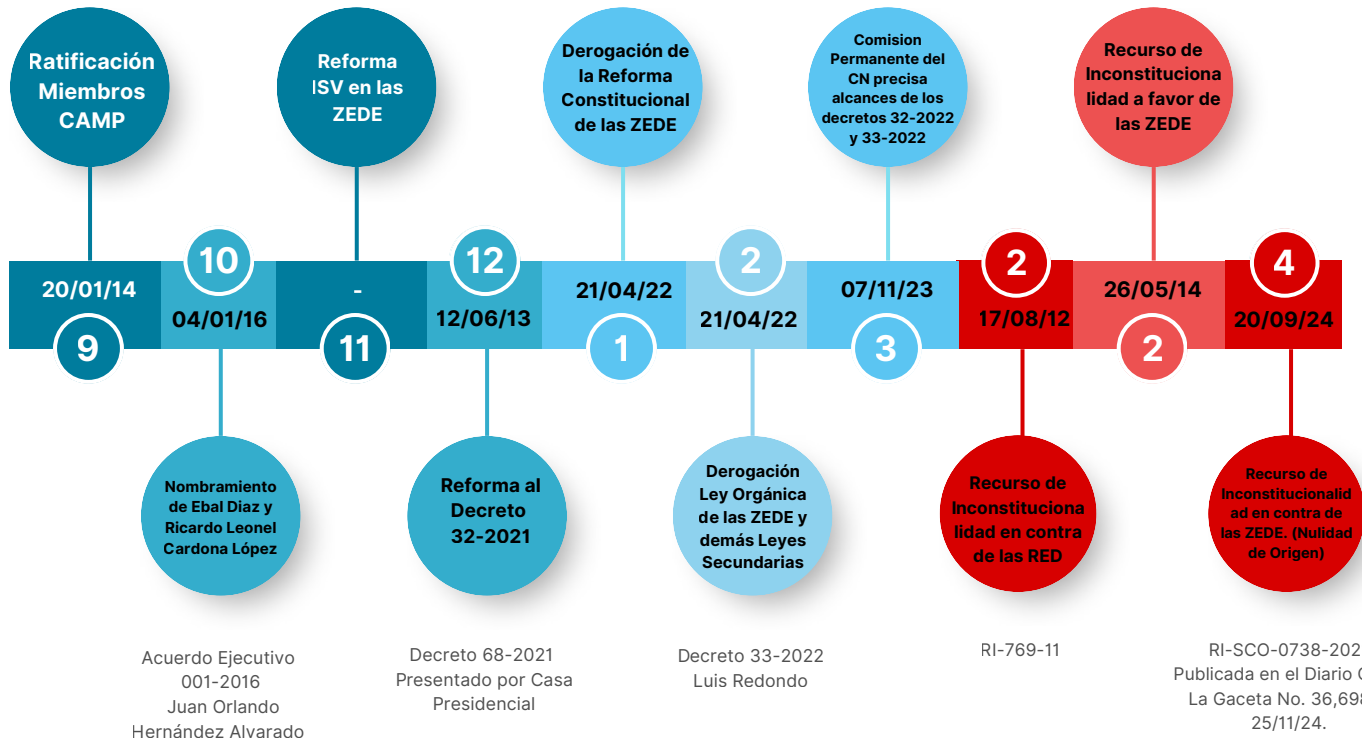 Ratificación
Miembros
CAMP
Reforma
ISV en las
ZEDE
Derogación de
la Reforma
Constitucional
de las ZEDE
Comision
Permanente del
CN precisa
alcances de los
decretos 32-2022
y 33-2022
Recurso de
Inconstituciona
lidad a favor de
las ZEDE
10
12
2
2
4
20/01/14
04/01/16
-
12/06/13
21/04/22
21/04/22
07/11/23
17/08/12
26/05/14
20/09/24
9
11
1
3
2
Nombramiento
de Ebal Diaz y
Ricardo Leonel
Cardona López
Reforma al
Decreto
32-2021
Derogación
Ley Orgánica
de las ZEDE y
demás Leyes
Secundarias
Recurso de
Inconstituciona
lidad en contra
de las RED
Recurso de
Inconstitucionalid
ad en contra de
las ZEDE. (Nulidad
de Origen)
Acuerdo Ejecutivo
001-2016
Juan Orlando
Hernández Alvarado
Decreto 68-2021
Presentado por Casa
Presidencial
Decreto 33-2022
Luis Redondo
RI-769-11
RI-SCO-0738-202
Publicada en el Diario
La Gaceta No. 36,698
25/11/24.